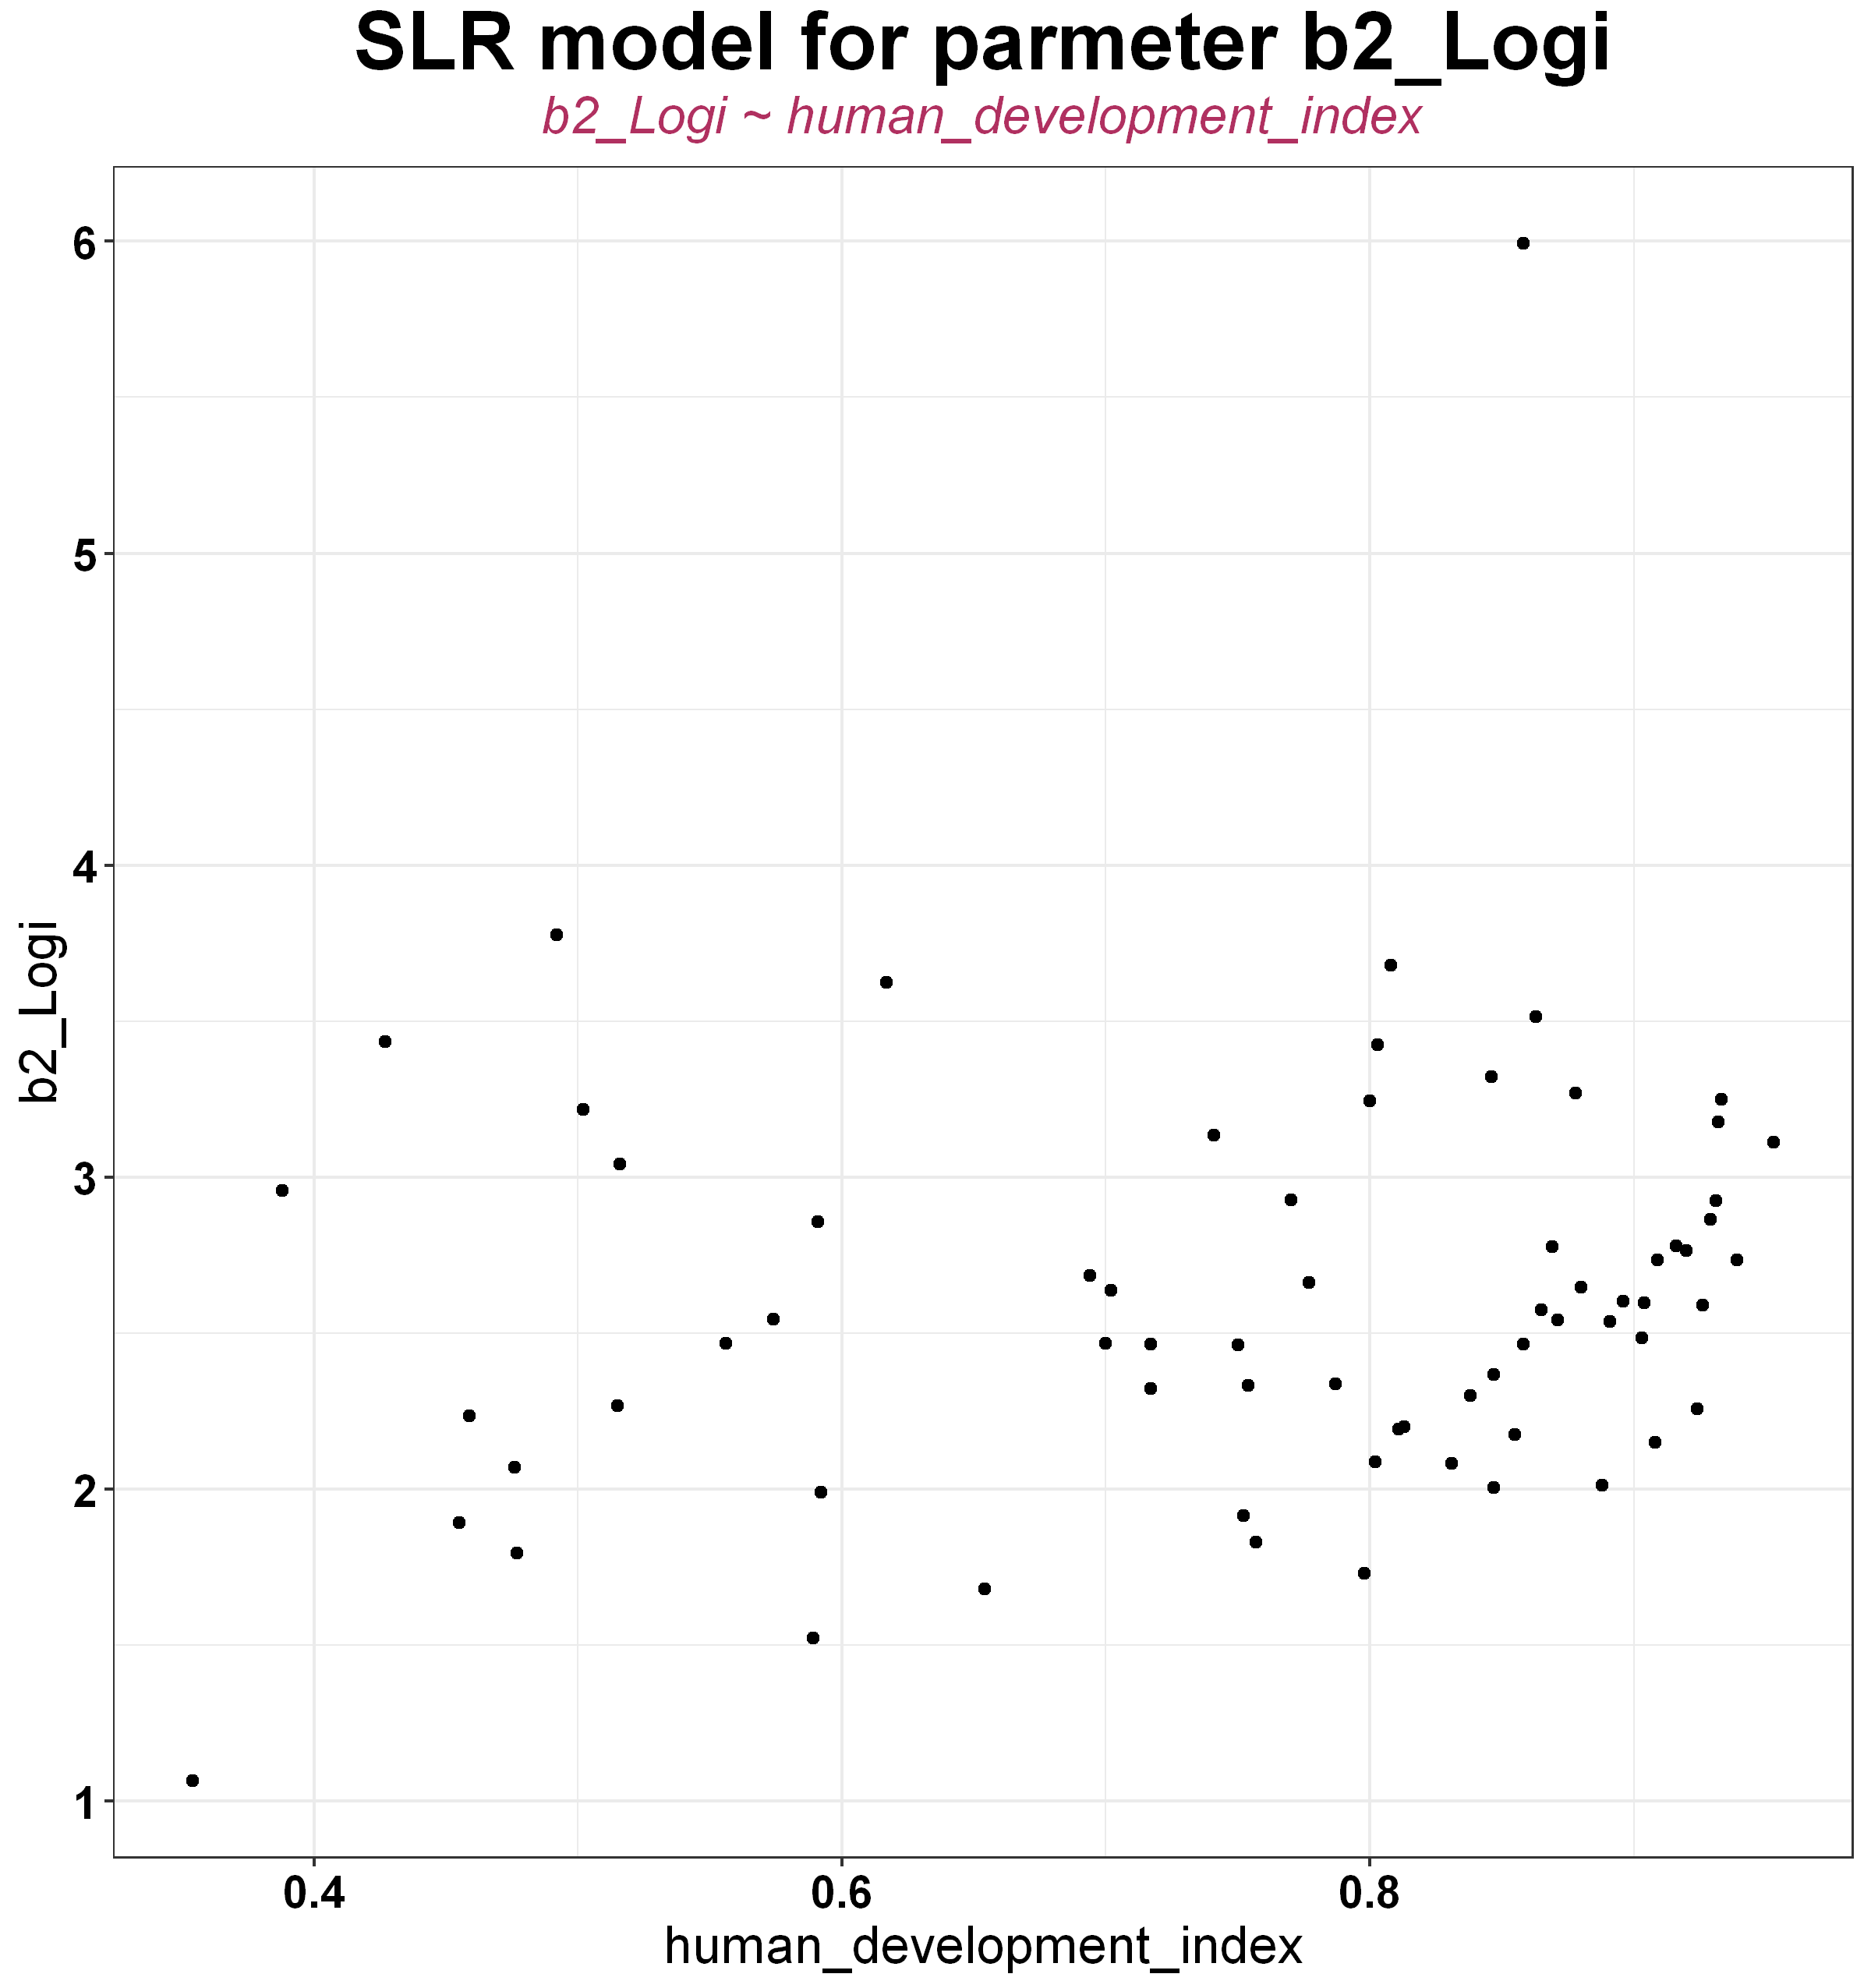 SLR model for parmeter b2_Logi
b2_Logi ~ human_development_index
6
5
4
3
2
1
b2_Logi
0.4 0.6 0.8
human_development_index